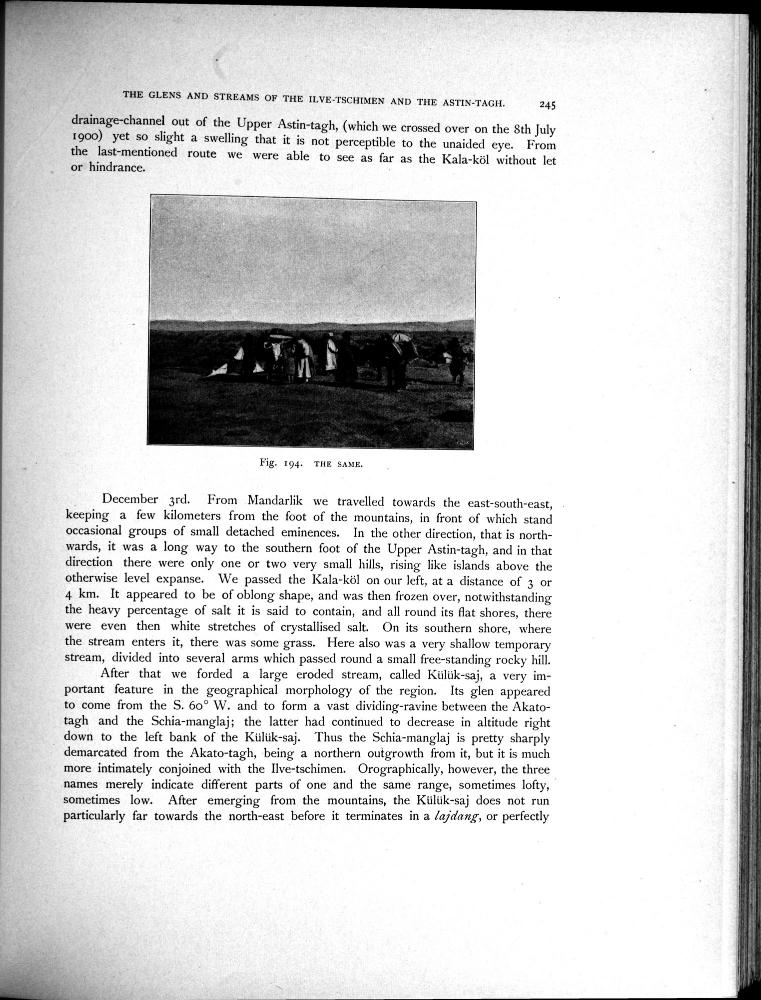 THE GLENS AND STREAMS OF THE ILVE-TSCHIMEN AND THE ASTIN-TAGH. 245
drainage-channel out of the Upper Astin-tagh, (which we crossed over on the 8th July
1900) yet so slight a swelling that it is not perceptible to the unaided eye. From
the last-mentioned route we were able to see as far as the Kala-köl without let
or hindrance.
Fig. 194. THE SAME.
December 3rd. From Mandarlik we travelled towards the east-south-east,
keeping a few kilometers from the foot of the mountains, in front of which stand
occasional groups of small detached eminences. In the other direction, that is north-
wards, it was a long way to the southern foot of the Upper Astin-tagh, and in that
direction there were only one or two very small hills, rising like islands above the
otherwise level expanse. We passed the Kala-köl on our left, at a distance of 3 or
4 km. It appeared to be of oblong shape, and was then frozen over, notwithstanding
the heavy percentage of salt it is said to contain, and all round its flat shores, there
were even then white stretches of crystallised salt. On its southern shore, where
the stream enters it, there was some grass. Here also was a very shallow temporary
stream, divided into several arms which passed round a small free-standing rocky hill.
After that we forded a large eroded stream, called Külük-saj, a very im-
portant feature in the geographical morphology of the region. Its glen appeared
to come from the S. 60° W. and to form a vast dividing-ravine between the Akato-
tagh and the Schia-manglaj; the latter had continued to decrease in altitude right
down to the left bank of the Külük-saj. Thus the Schia-manglaj is pretty sharply
demarcated from the Akato-tagh, being a northern outgrowth from it, but it is much
more intimately conjoined with the Ilve-tschimen. Orographically, however, the three
names merely indicate different parts of one and the same range, sometimes lofty,
sometimes low. After emerging from the mountains, the Külük-saj does not run
particularly far towards the north-east before it terminates in a lajdang, or perfectly